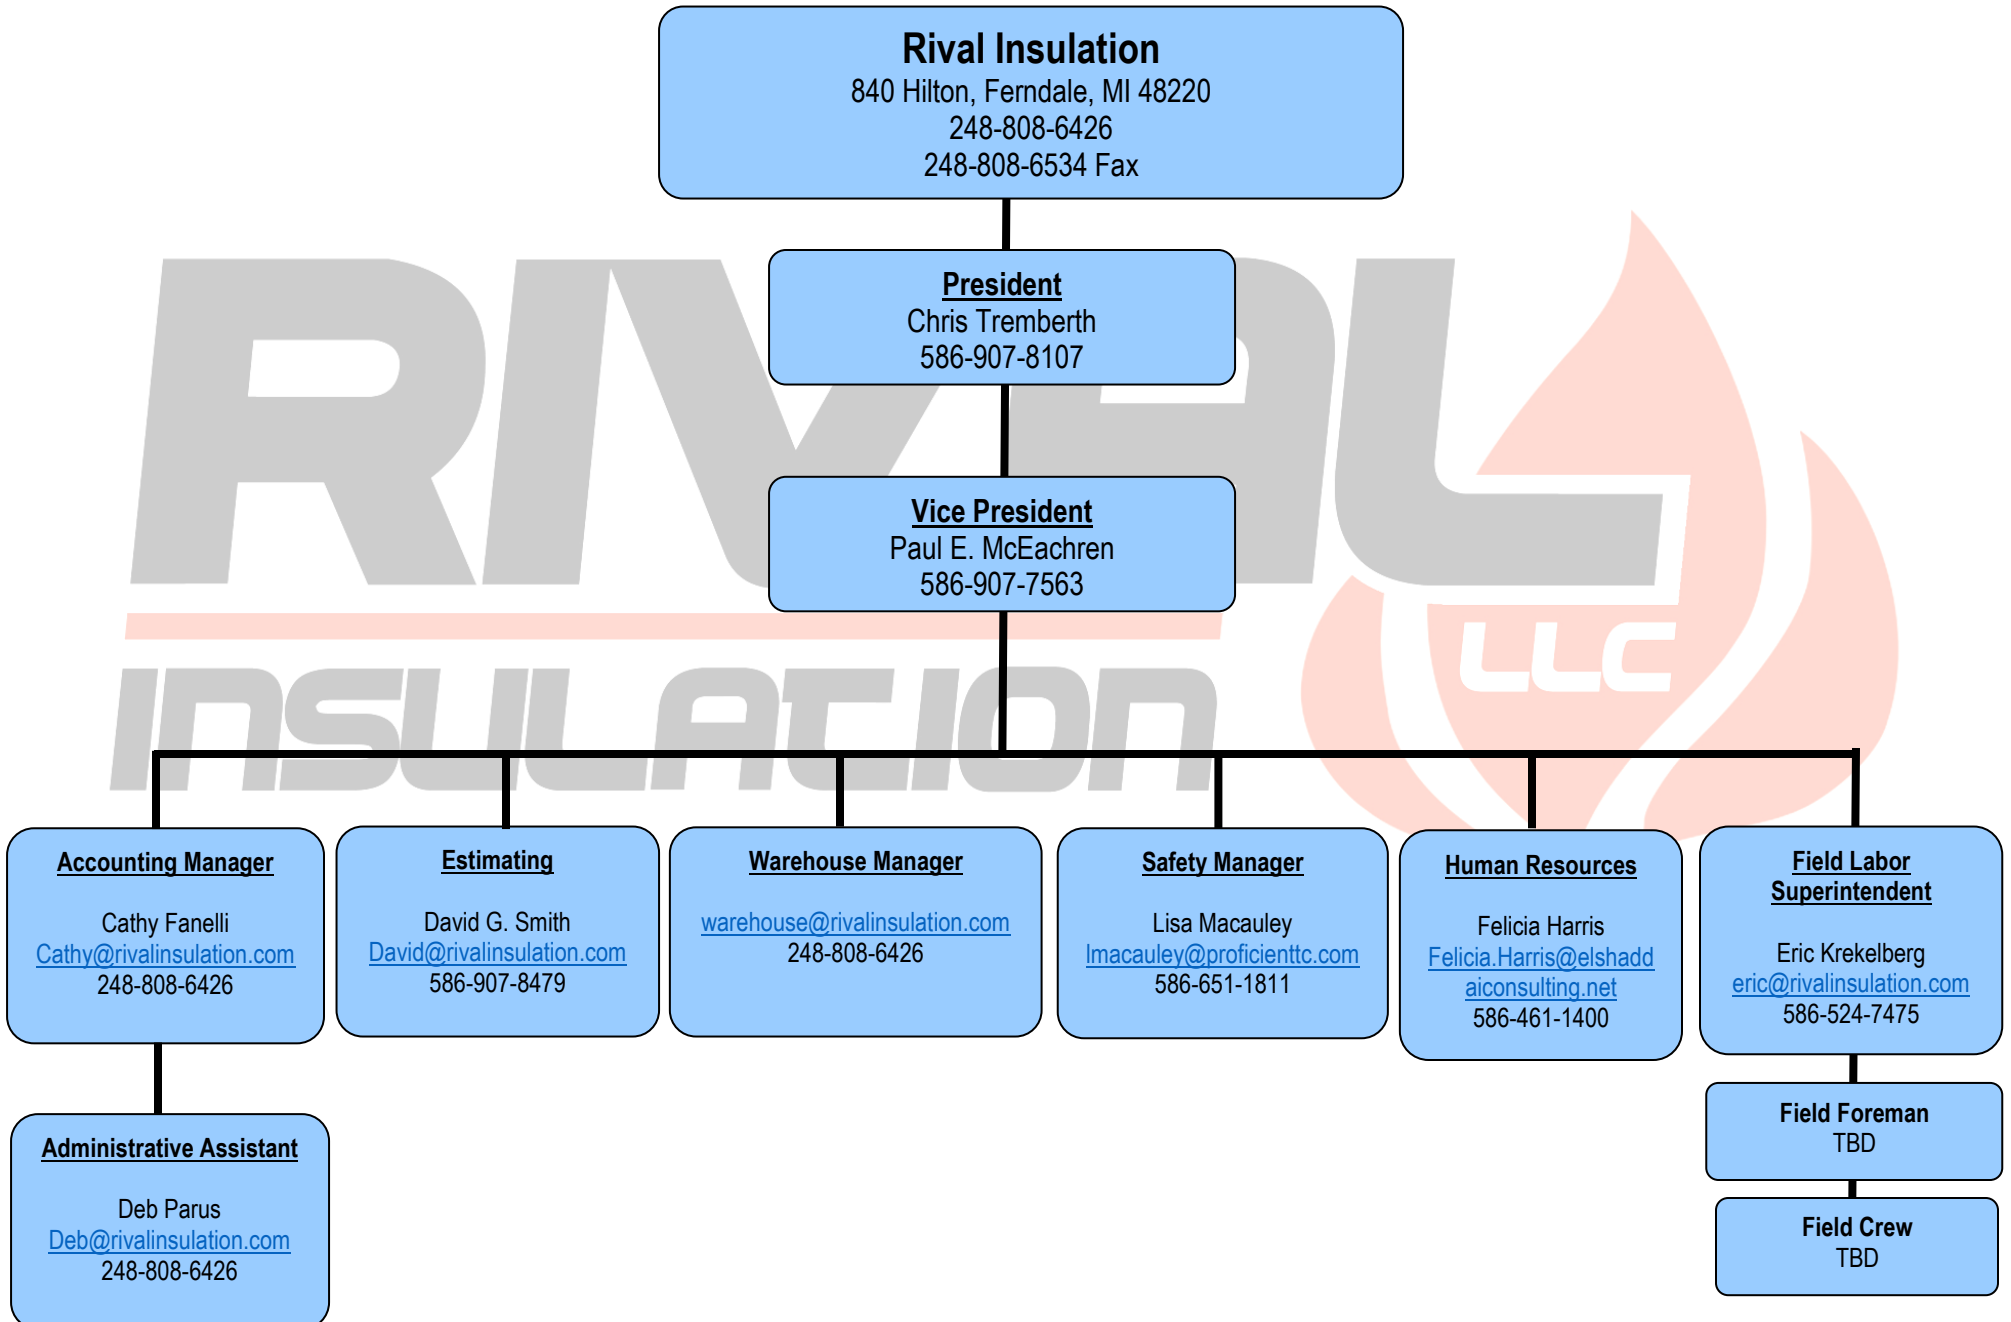 Rival Insulation
840 Hilton, Ferndale, MI 48220
248-808-6426
248-808-6534 Fax
President
Chris Tremberth
586-907-8107
Vice President
Paul E. McEachren
586-907-7563
RIVAL
INSULATION
LLC
Accounting Manager
Cathy Fanelli
Cathy@rivalinsulation.com
248-808-6426
Estimating
David G. Smith
David@rivalinsulation.com
586-907-8479
Warehouse Manager
warehouse@rivalinsulation.com
248-808-6426
Safety Manager
Lisa Macauley
lmacauley@proficienttc.com
586-651-1811
Human Resources
Felicia Harris
Felicia.Harris@elshadd
aiconsulting.net
586-461-1400
Field Labor
Superintendent
Eric Krekelberg
eric@rivalinsulation.com
586-524-7475
Administrative Assistant
Deb Parus
Deb@rivalinsulation.com
248-808-6426
Field Foreman
TBD
Field Crew
TBD